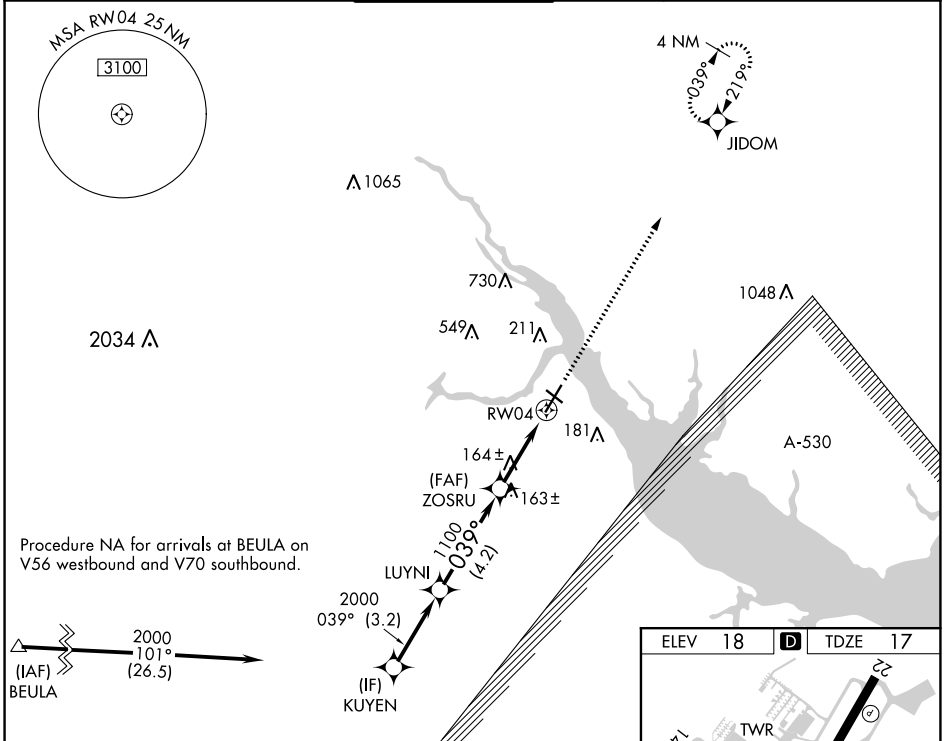 MSA RW04 25 NM
3100
4 NM
039°
219°
JIDOM
1065
730
1048
549
211
2034
RW04
181
A-530
164±
(FAF)
ZOSRU
163±
1100
039°
(4.2)
Procedure NA for arrivals at BEULA on
V56 westbound and V70 southbound.
LUYNI
2000
039° (3.2)
2000
101°
(26.5)
(IAF)
BEULA
(IF)
KUYEN
ELEV 18 D TDZE 17
22
P
TWR
14